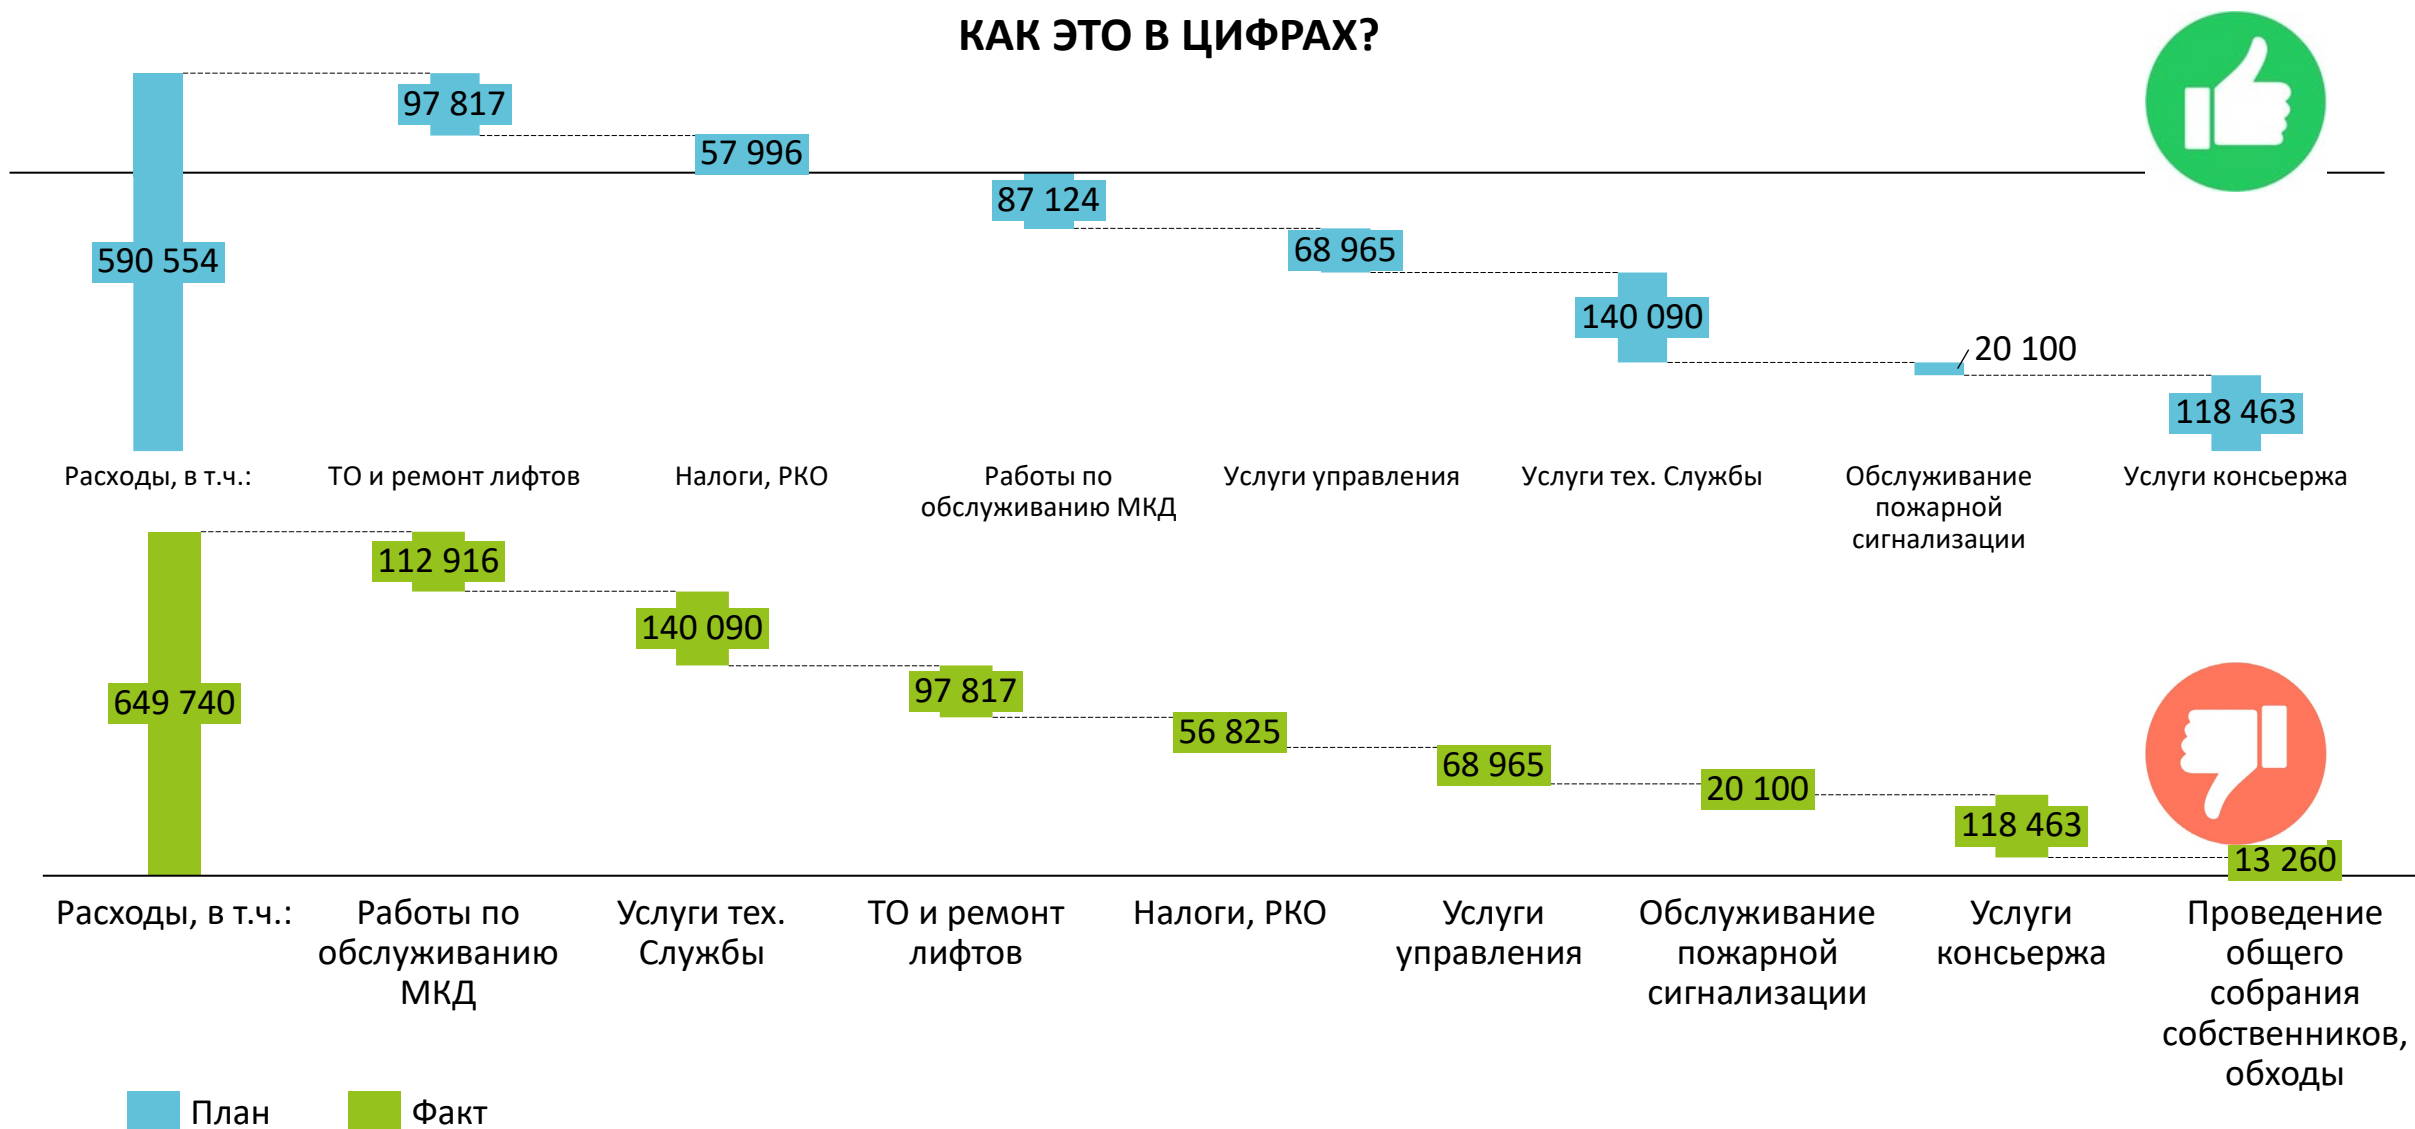 КАК ЭТО В ЦИФРАХ?
97 817
57 996
87 124
590 554
68 965
140 090
20 100
118 463
Расходы, в т.ч.:
ТО и ремонт лифтов
Налоги, РКО
Работы по
обслуживанию МКД
Услуги управления
Услуги тех. Службы
Обслуживание
пожарной
сигнализации
Услуги консьержа
112 916
140 090
649 740
97 817
56 825
68 965
20 100
118 463
13 260
Расходы, в т.ч.:
Работы по
обслуживанию
МКД
Услуги тех.
Службы
ТО и ремонт
лифтов
Налоги, РКО
Услуги
управления
Обслуживание
пожарной
сигнализации
Услуги
консьержа
Проведение
общего
собрания
собственников,
обходы
План
Факт